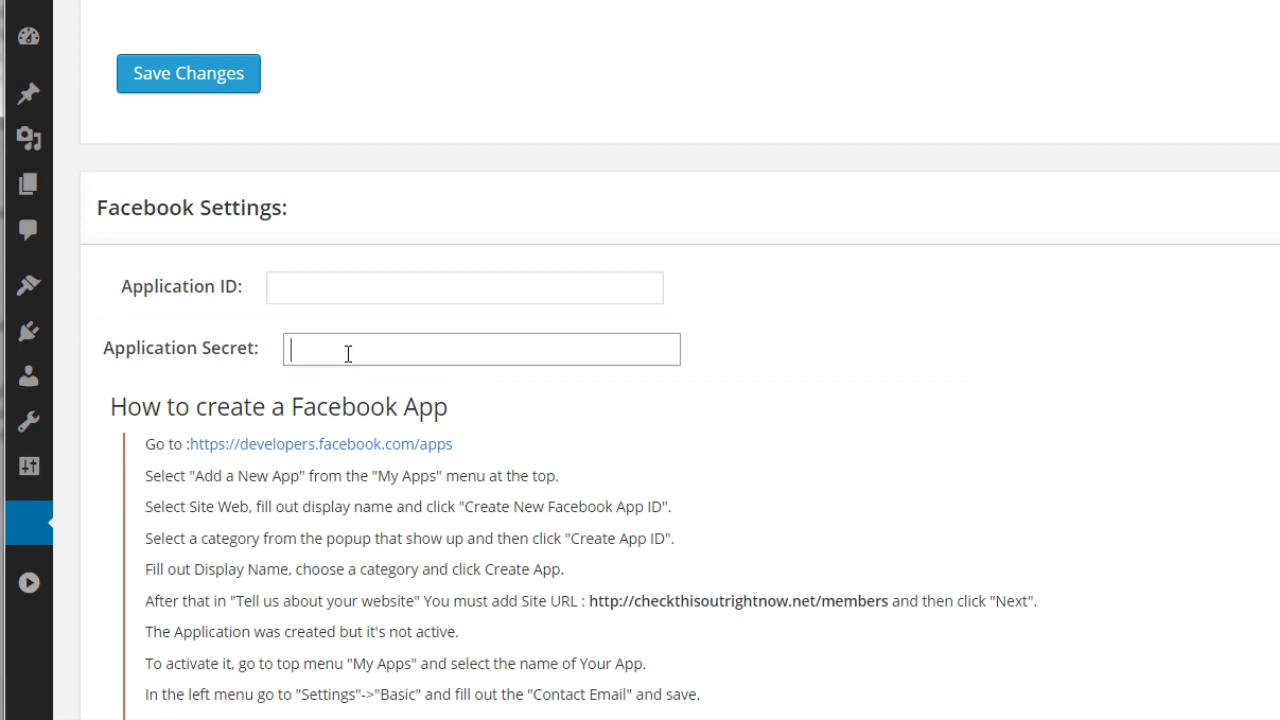 Save Changes
Facebook Settings:
Application ID:
Application Secret:
How to create a Facebook App
Go to :https://developers.facebook.com/apps
Select "Add a New App" from the "My Apps" menu at the top.
Select Site Web, fill out display name and click "Create New Facebook App ID".
Select a category from the popup that show up and then click "Create App ID".
Fill out Display Name, choose a category and click Create App.
After that in "Tell us about your website" You must add Site URL : http://checkthisoutrightnow.net/members and then click "Next".
The Application was created but it's not active.
To activate it, go to top menu "My Apps" and select the name of Your App.
In the left menu go to "Settings"->"Basic" and fill out the "Contact Email" and save.